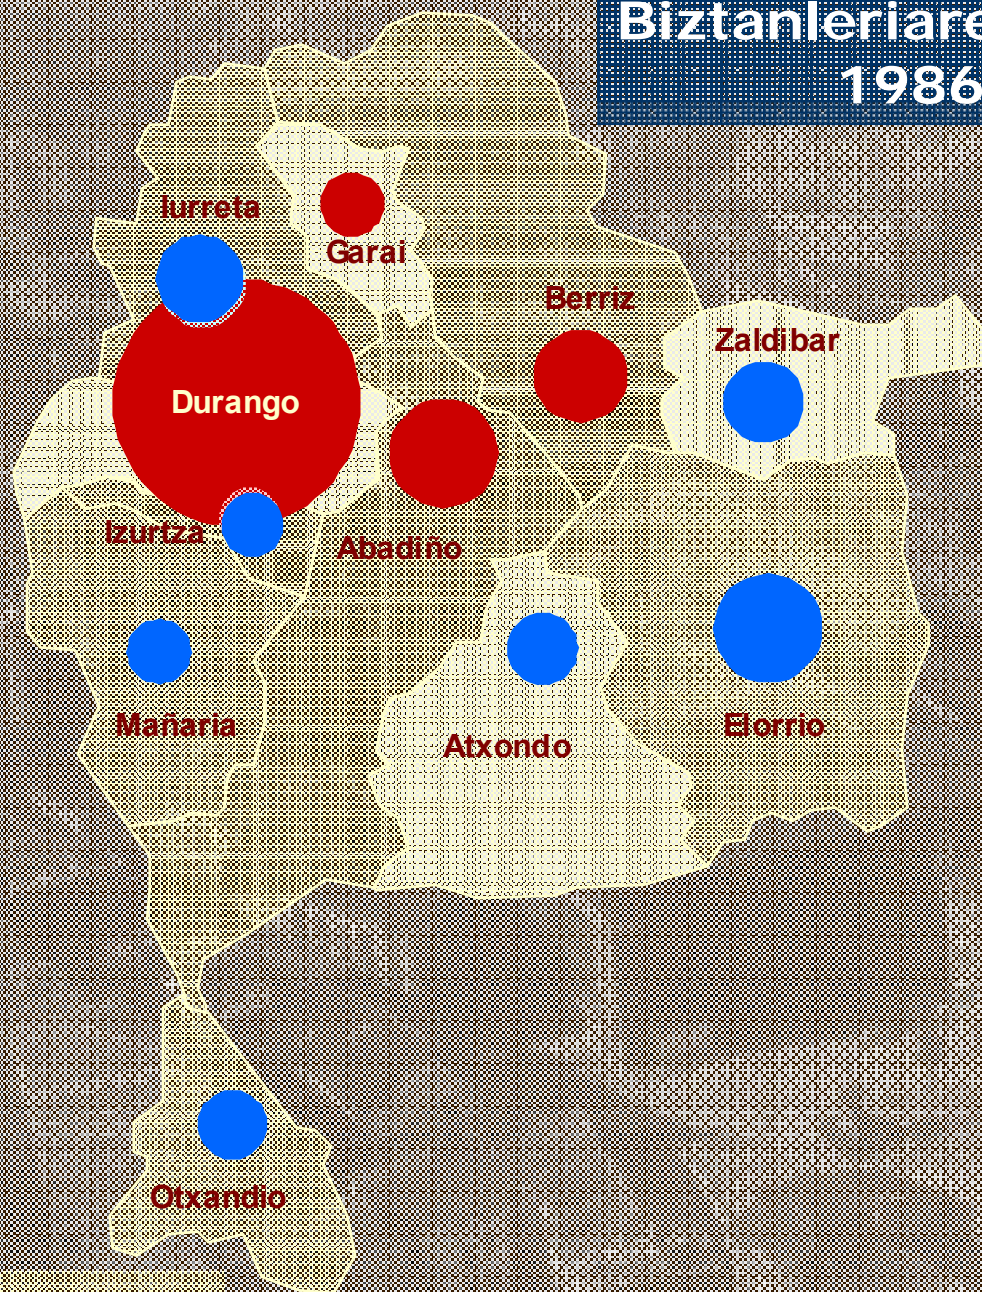 Biztanleriare
1986
Iurreta
Garai
Berriz
Zaldibar
Durango
Izurtza
Abadiño
Mañaria
Atxondo
Elorrio
Otxandio